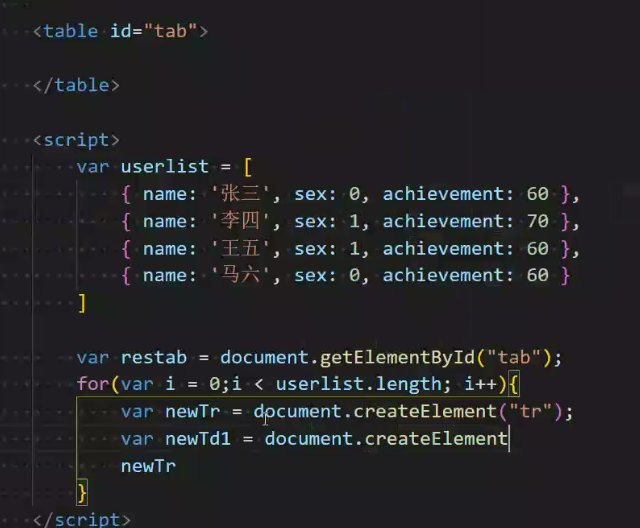 <table id="tab">
</table>
<script>
var userlist = [
{ name: '张三', sex: 0, achievement: 60 },
{ name: '李四', sex: 1, achievement: 70 },
{ name: '王五', sex: 1, achievement: 60 },
{ name: '马六', sex: 0, achievement: 60 }
]
var restab = document.getElementById("tab");
for(var i = 0;i < userlist.length; i++){
var newTr = document.createElement("tr");
var newTd1 = document.createElement
newTr
}
</script>